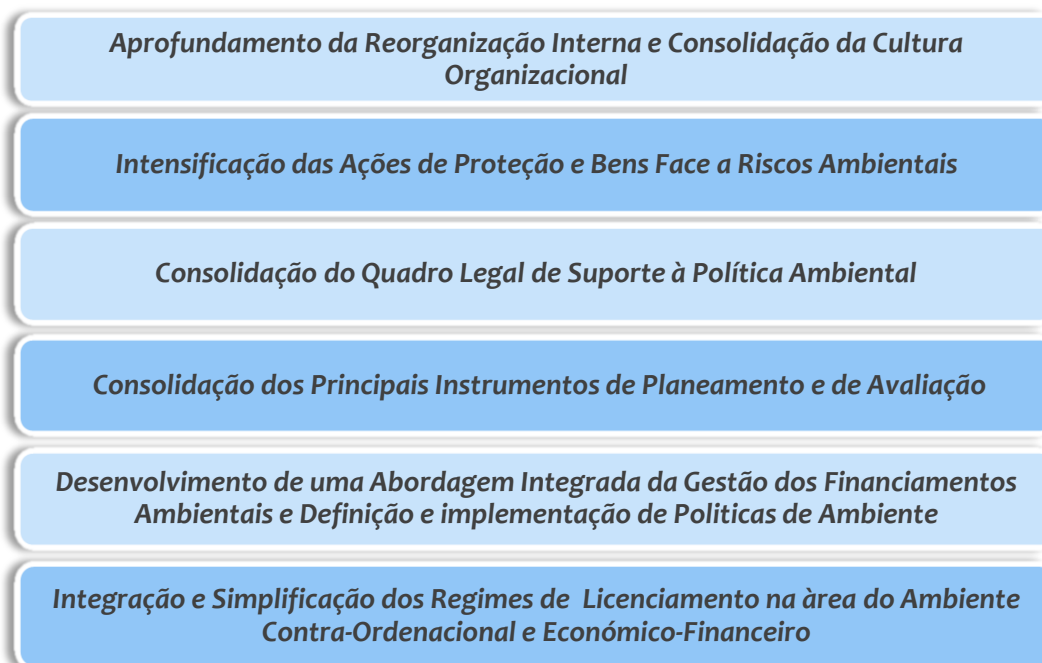 Aprofundamento da Reorganização Interna e Consolidação da Cultura
Organizacional
Intensificação das Ações de Proteção e Bens Face a Riscos Ambientais
Consolidação do Quadro Legal de Suporte à Política Ambiental
Consolidação dos Principais Instrumentos de Planeamento e de Avaliação
Desenvolvimento de uma Abordagem Integrada da Gestão dos Financiamentos
Ambientais e Definição e implementação de Politicas de Ambiente
Integração e Simplificação dos Regimes de  Licenciamento na àrea do Ambiente
Contra-Ordenacional e Económico-Financeiro